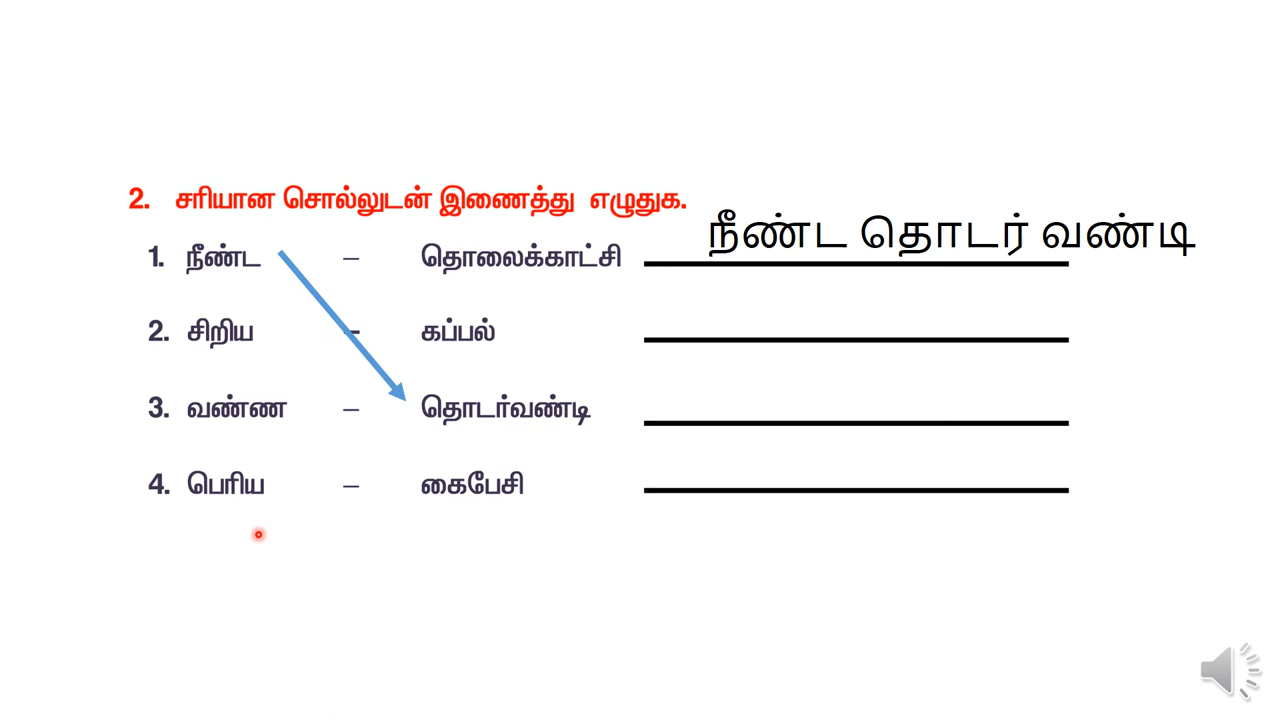 2. சரியான சொல்லுடன் இணைத்து எழுதுக.
1. நீண்ட – தொலைக்காட்சி நீண்ட தொடர் வண்டி
2. சிறிய – கப்பல்
3. வண்ண – தொடர்வண்டி
4. பெரிய – கைபேசி